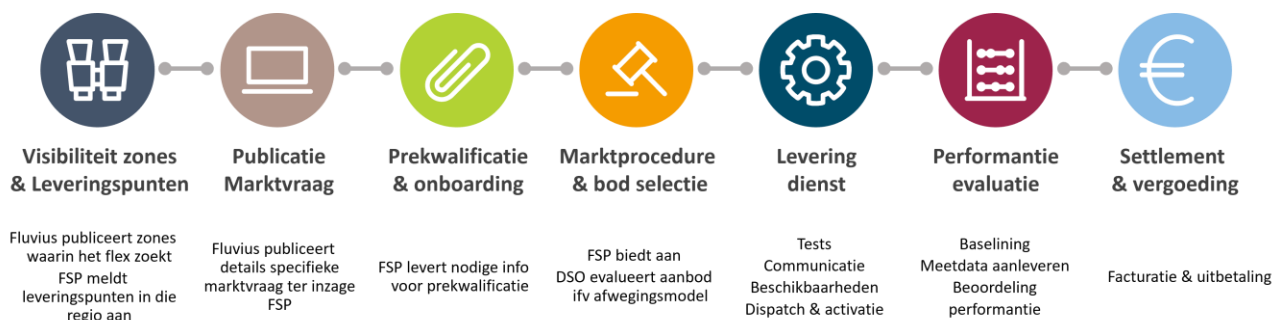 Visibiliteit zones
& Leveringspunten
Fluvius publiceert zones
waarin het flex zoekt
FSP meldt
leveringspunten in die
regio aan
Publicatie
Marktvraag
Fluvius publiceert
details specifieke
marktvraag ter inzage
FSP
Prekwalificatie
& onboarding
FSP levert nodige info
voor prekwalificatie
Marktprocedure
& bod selectie
FSP biedt aan
DSO evalueert aanbod
ifv afwegingsmodel
Levering
dienst
Tests
Communicatie
Beschikbaarheden
Dispatch & activatie
Performantie
evaluatie
Baselining
Meetdata aanleveren
Beoordeling
performantie
€
Settlement
& vergoeding
Facturatie & uitbetaling